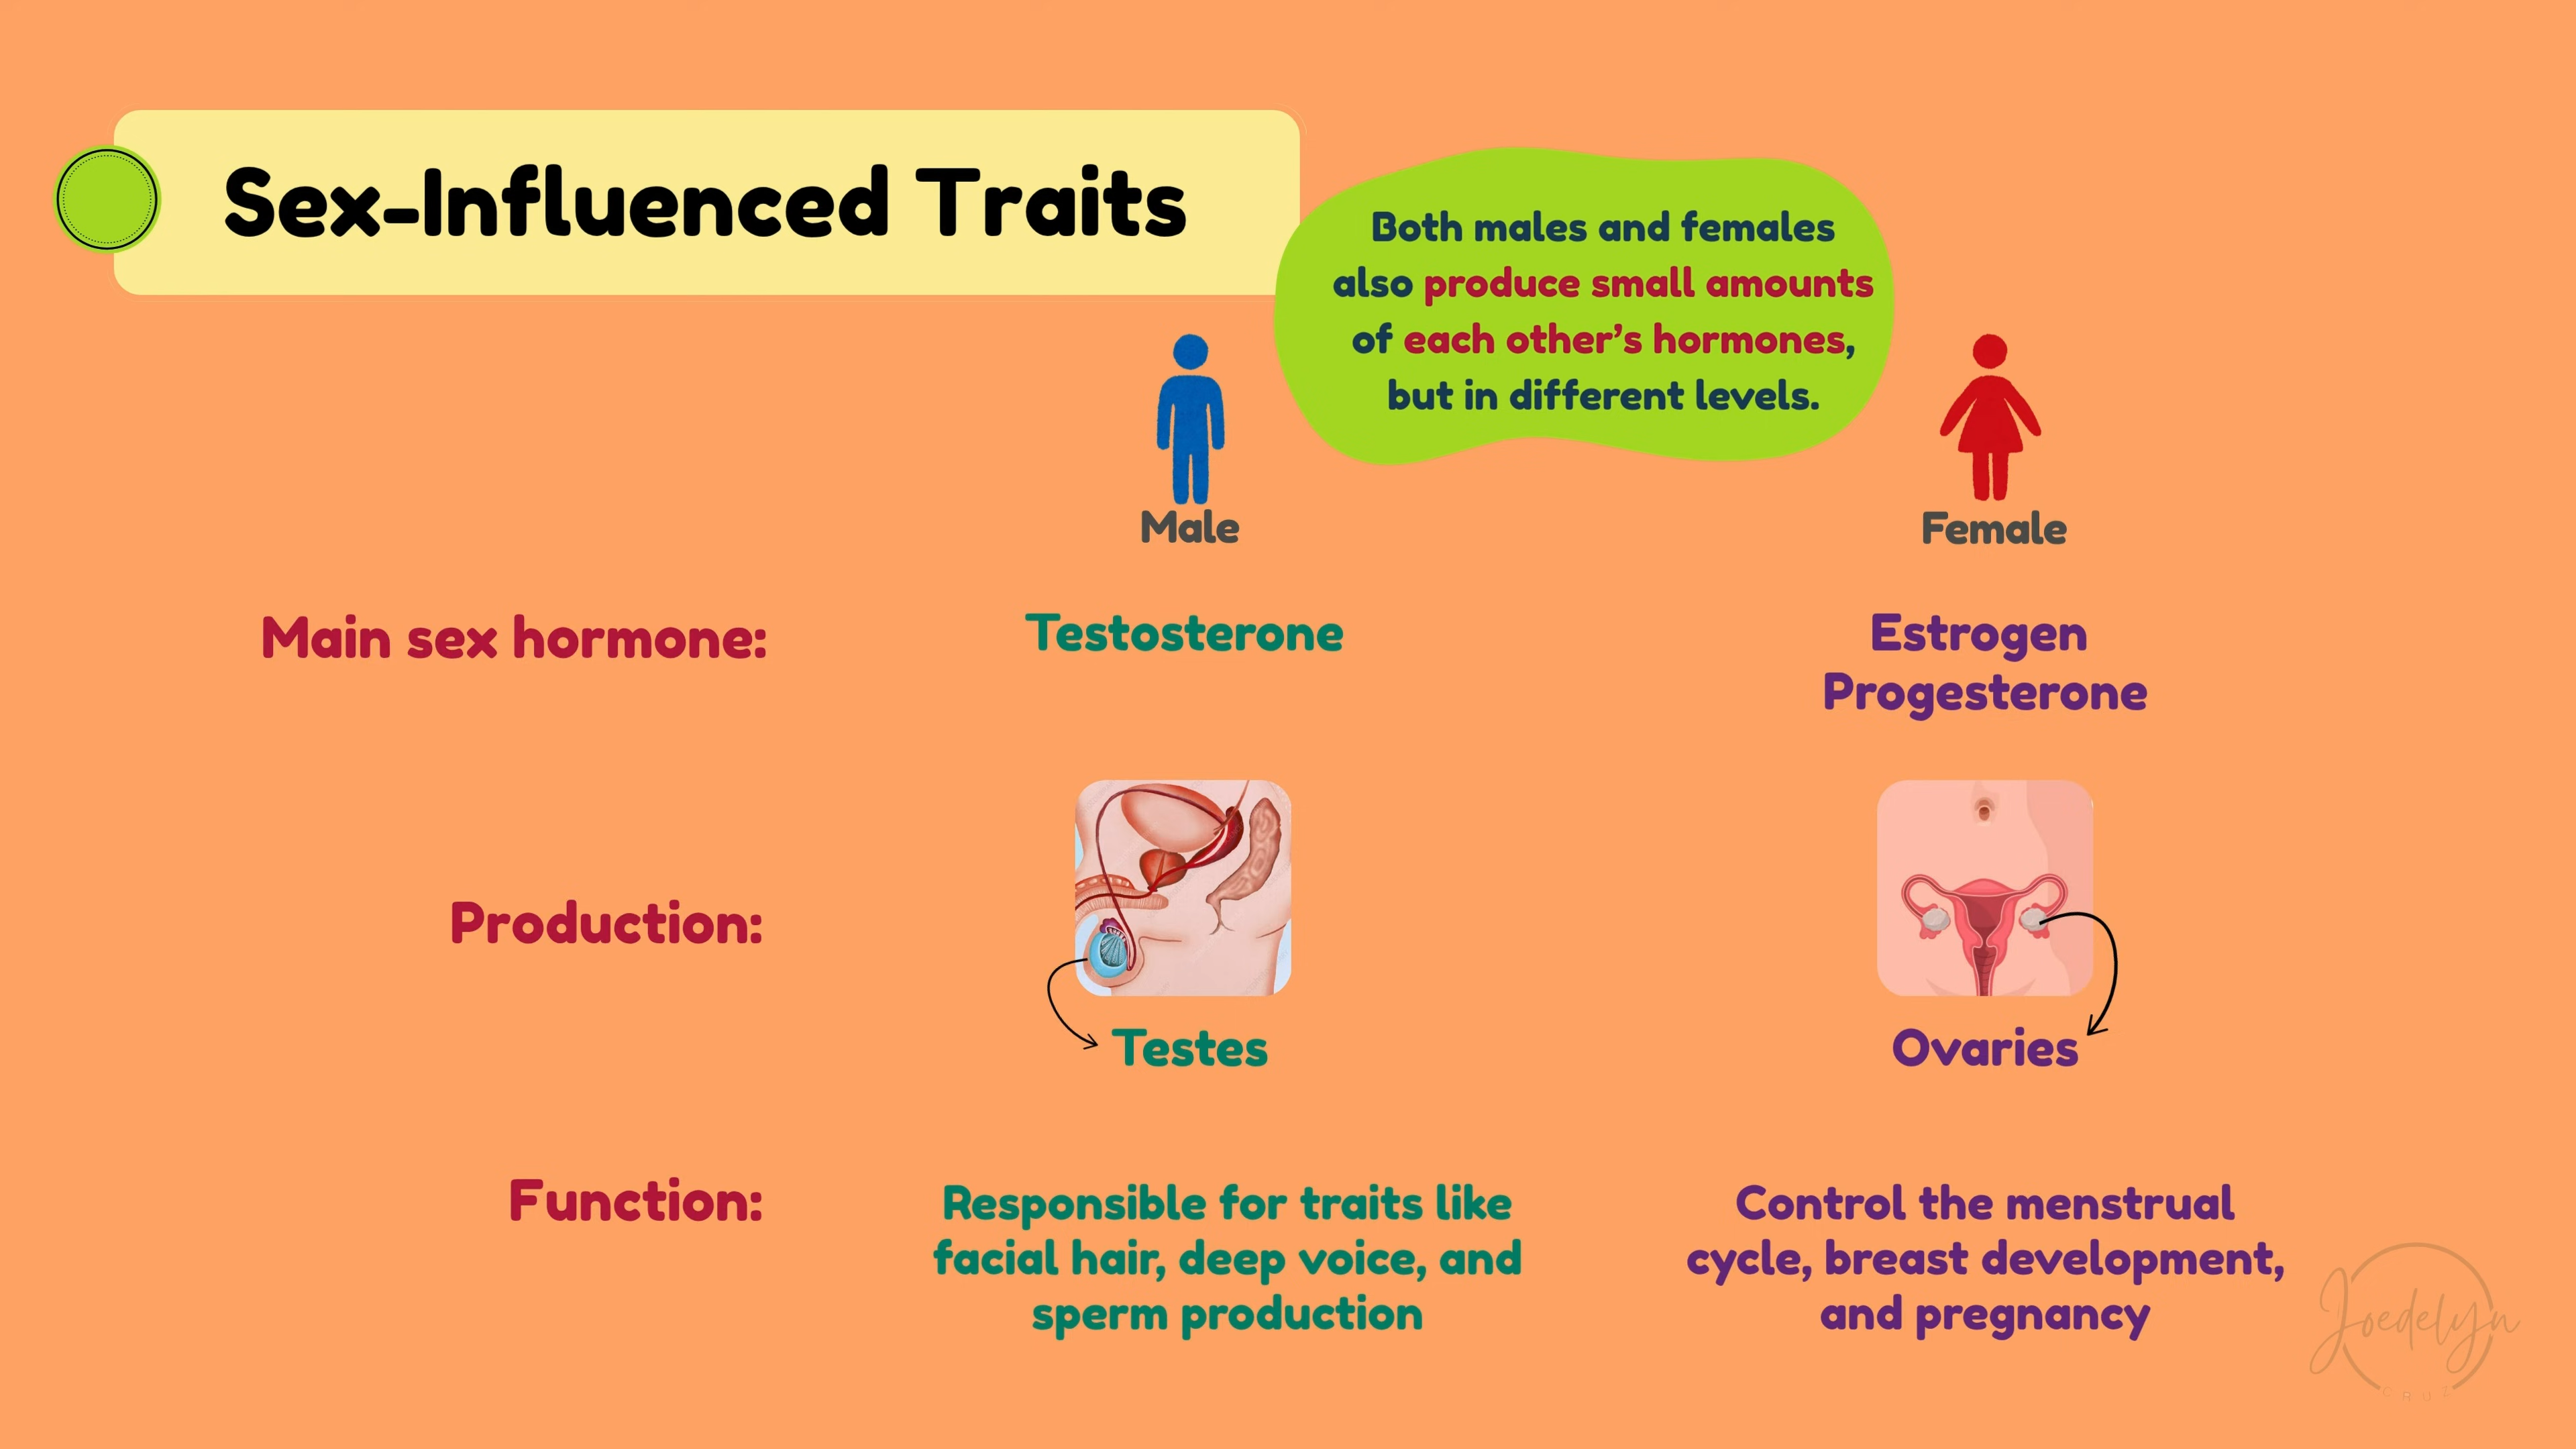 Sex-Influenced Traits
Both males and females
also produce small amounts
of each other's hormones,
but in different levels.
Male
Female
Main sex hormone:
Testosterone
Estrogen
Progesterone
Production:
Testes
Ovaries
Function:
Responsible for traits like
facial hair, deep voice, and
sperm production
Control the menstrual
cycle, breast development,
and pregnancy
Joedelyn
CRUZ